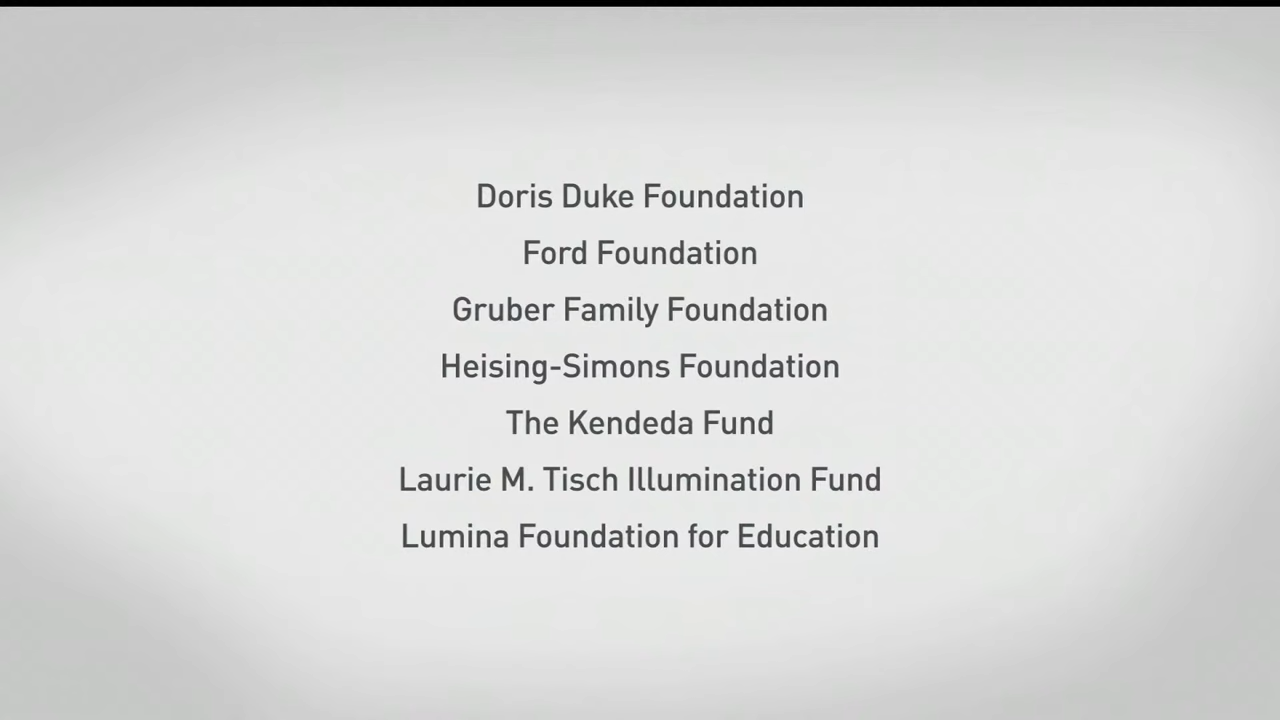 Doris Duke Foundation
Ford Foundation
Gruber Family Foundation
Heising-Simons Foundation
The Kendeda Fund
Laurie M. Tisch Illumination Fund
Lumina Foundation for Education